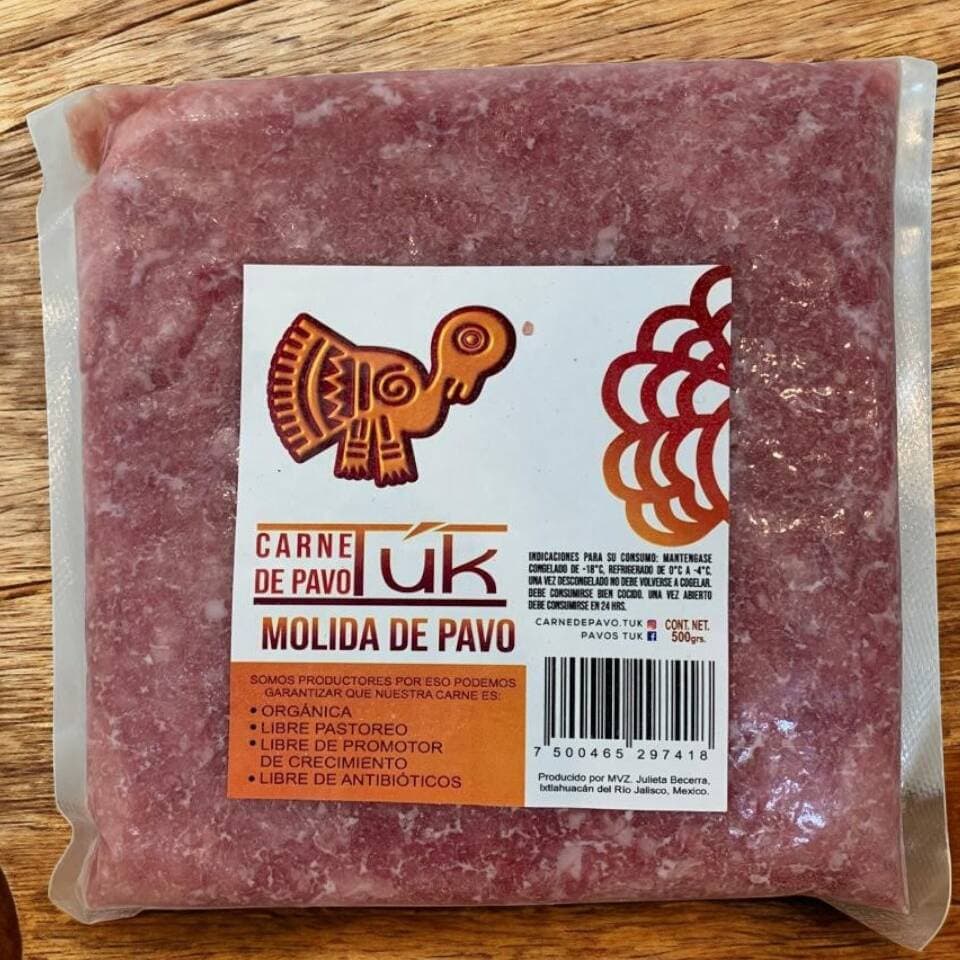 CARNE
DE PAVO
Túk
MOLIDA DE PAVO
SOMOS PRODUCTORES POR ESO PODEMOS
GARANTIZAR QUE NUESTRA CARNE ES:
• ORGÁNICA
• LIBRE PASTOREO
• LIBRE DE PROMOTOR
DE CRECIMIENTO
• LIBRE DE ANTIBIÓTICOS
INDICACIONES PARA SU CONSUMO: MANTENGASE
CONGELADO DE -18°C, REFRIGERADO DE 0°C A -4°C.
UNA VEZ DESCONGELADO NO DEBE VOLVERSE A COGELAR.
DEBE CONSUMIRSE BIEN COCIDO. UNA VEZ ABIERTO
DEBE CONSUMIRSE EN 24 HRS.
CARNEDEPAVO.TUK
PAVOS TUK
CONT. NET.
500grs.
7 500465 297418
Producido por MVZ. Julieta Becerra,
Ixtlahuacán del Río Jalisco, Mexico.